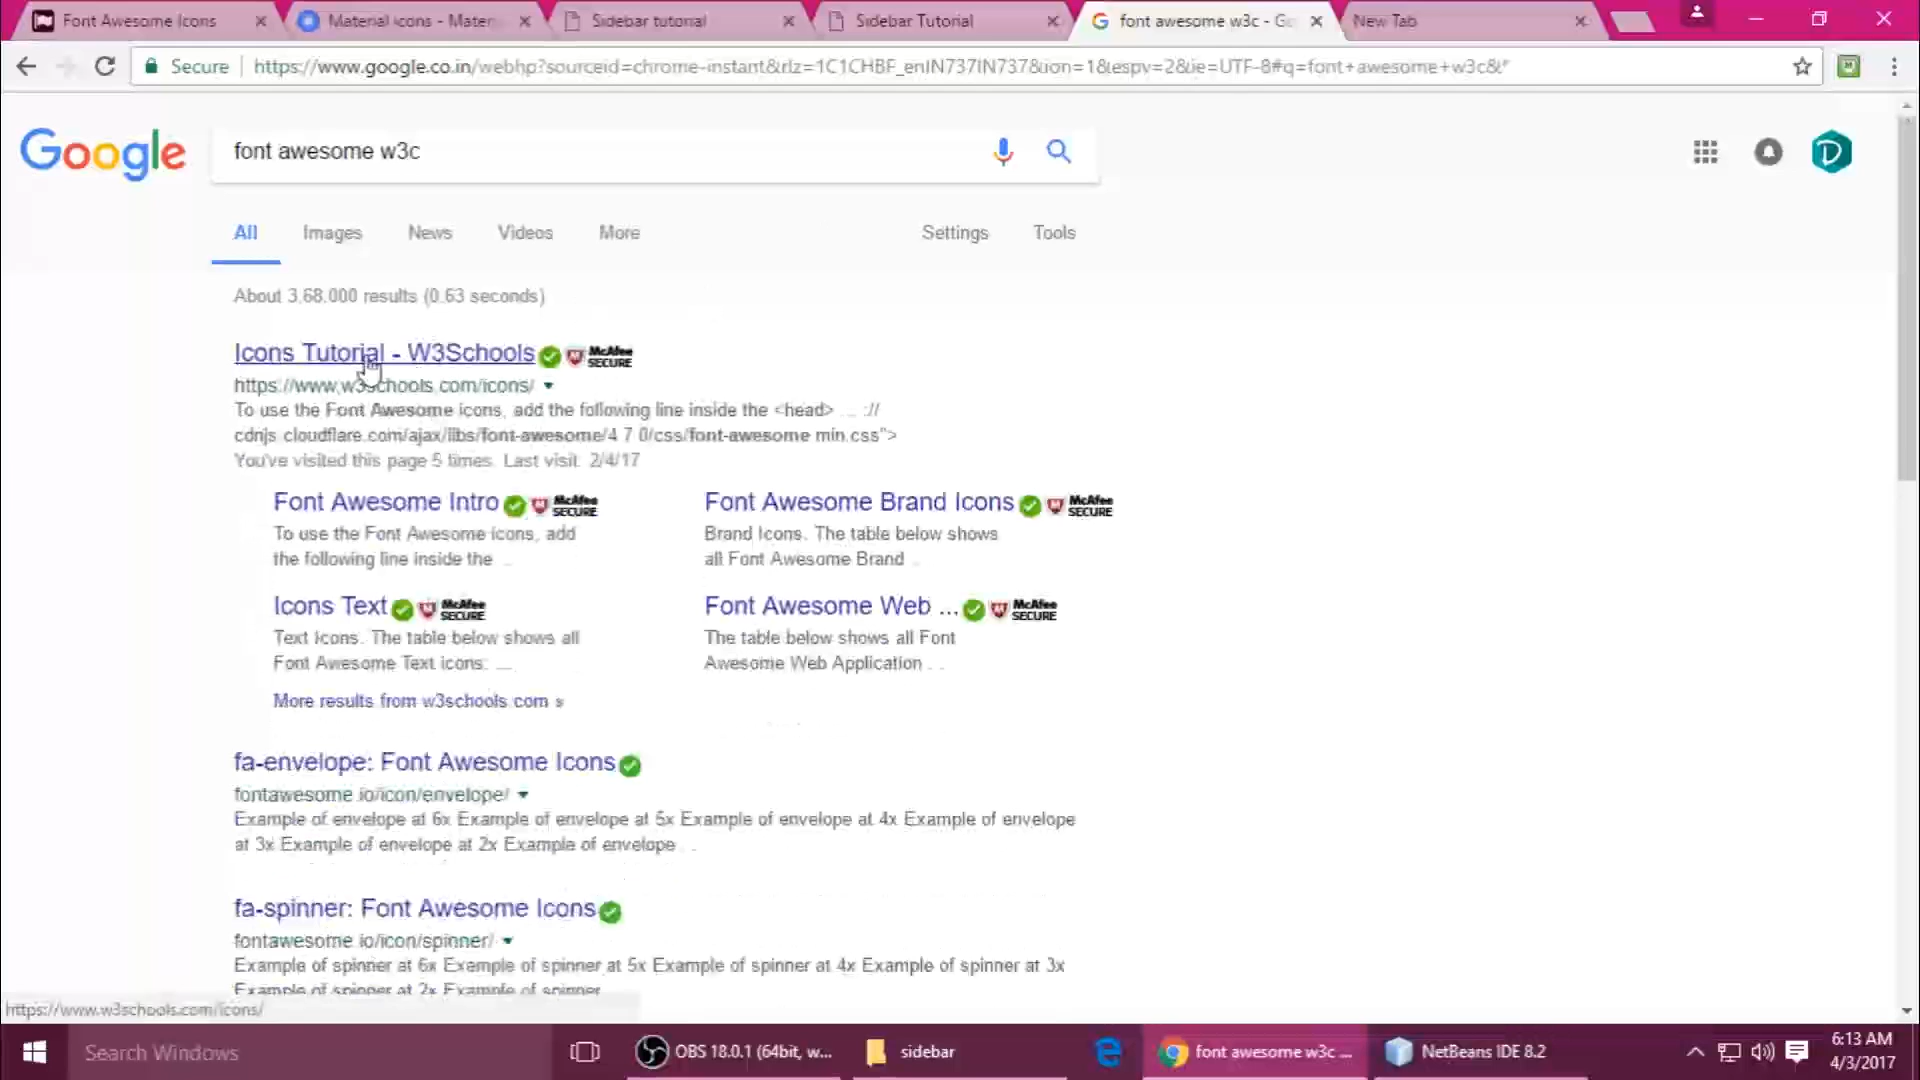 Font Awesome Icons
Material icons - Mater
Sidebar tutorial
Sidebar Tutorial
font awesome w3c - Go
New Tab
Secure
https://www.google.co.in/webhp?sourceid=chrome-instant&rlz=1C1CHBF_enIN737IN737&ion=1&espv=2&ie=UTF-8#q=font+awesome+w3c&*
Google
font awesome w3c
All
Images
News
Videos
More
Settings
Tools
About 3,68,000 results (0.63 seconds)
Icons Tutorial - W3Schools McAfee SECURE
https://www.w3schools.com/icons/
To use the Font Awesome icons, add the following line inside the <head> ... ://
cdnjs.cloudflare.com/ajax/libs/font-awesome/4.7.0/css/font-awesome.min.css">
You've visited this page 5 times. Last visit: 2/4/17
Font Awesome Intro McAfee SECURE
To use the Font Awesome icons, add
the following line inside the ...
Font Awesome Brand Icons McAfee SECURE
Brand Icons. The table below shows
all Font Awesome Brand ...
Icons Text McAfee SECURE
Text Icons. The table below shows all
Font Awesome Text icons: ...
Font Awesome Web ... McAfee SECURE
The table below shows all Font
Awesome Web Application ...
More results from w3schools.com »
fa-envelope: Font Awesome Icons
fontawesome.io/icon/envelope/
Example of envelope at 6x Example of envelope at 5x Example of envelope at 4x Example of envelope
at 3x Example of envelope at 2x Example of envelope ...
fa-spinner: Font Awesome Icons
fontawesome.io/icon/spinner/
Example of spinner at 6x Example of spinner at 5x Example of spinner at 4x Example of spinner at 3x
Example of spinner at 2x Example of spinner
https://www.w3schools.com/icons/
Search Windows
OBS 18.0.1 (64bit, w...
sidebar
font awesome w3c ...
NetBeans IDE 8.2
6:13 AM
4/3/2017